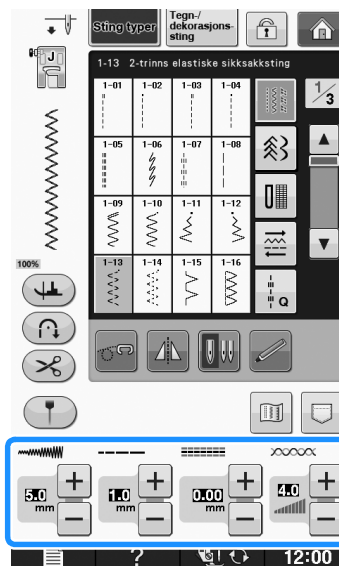 Sting typer
Tegn-/
dekorasjons-
sting
J
1-13 2-trinns elastiske sikksakksting
1/3
1-01 1-02 1-03 1-04
1-05 1-06 1-07 1-08
1-09 1-10 1-11 1-12
1-13 1-14 1-15 1-16
Q
100%
5.0 mm
1.0 mm
0.00 mm
4.0
?
12:00